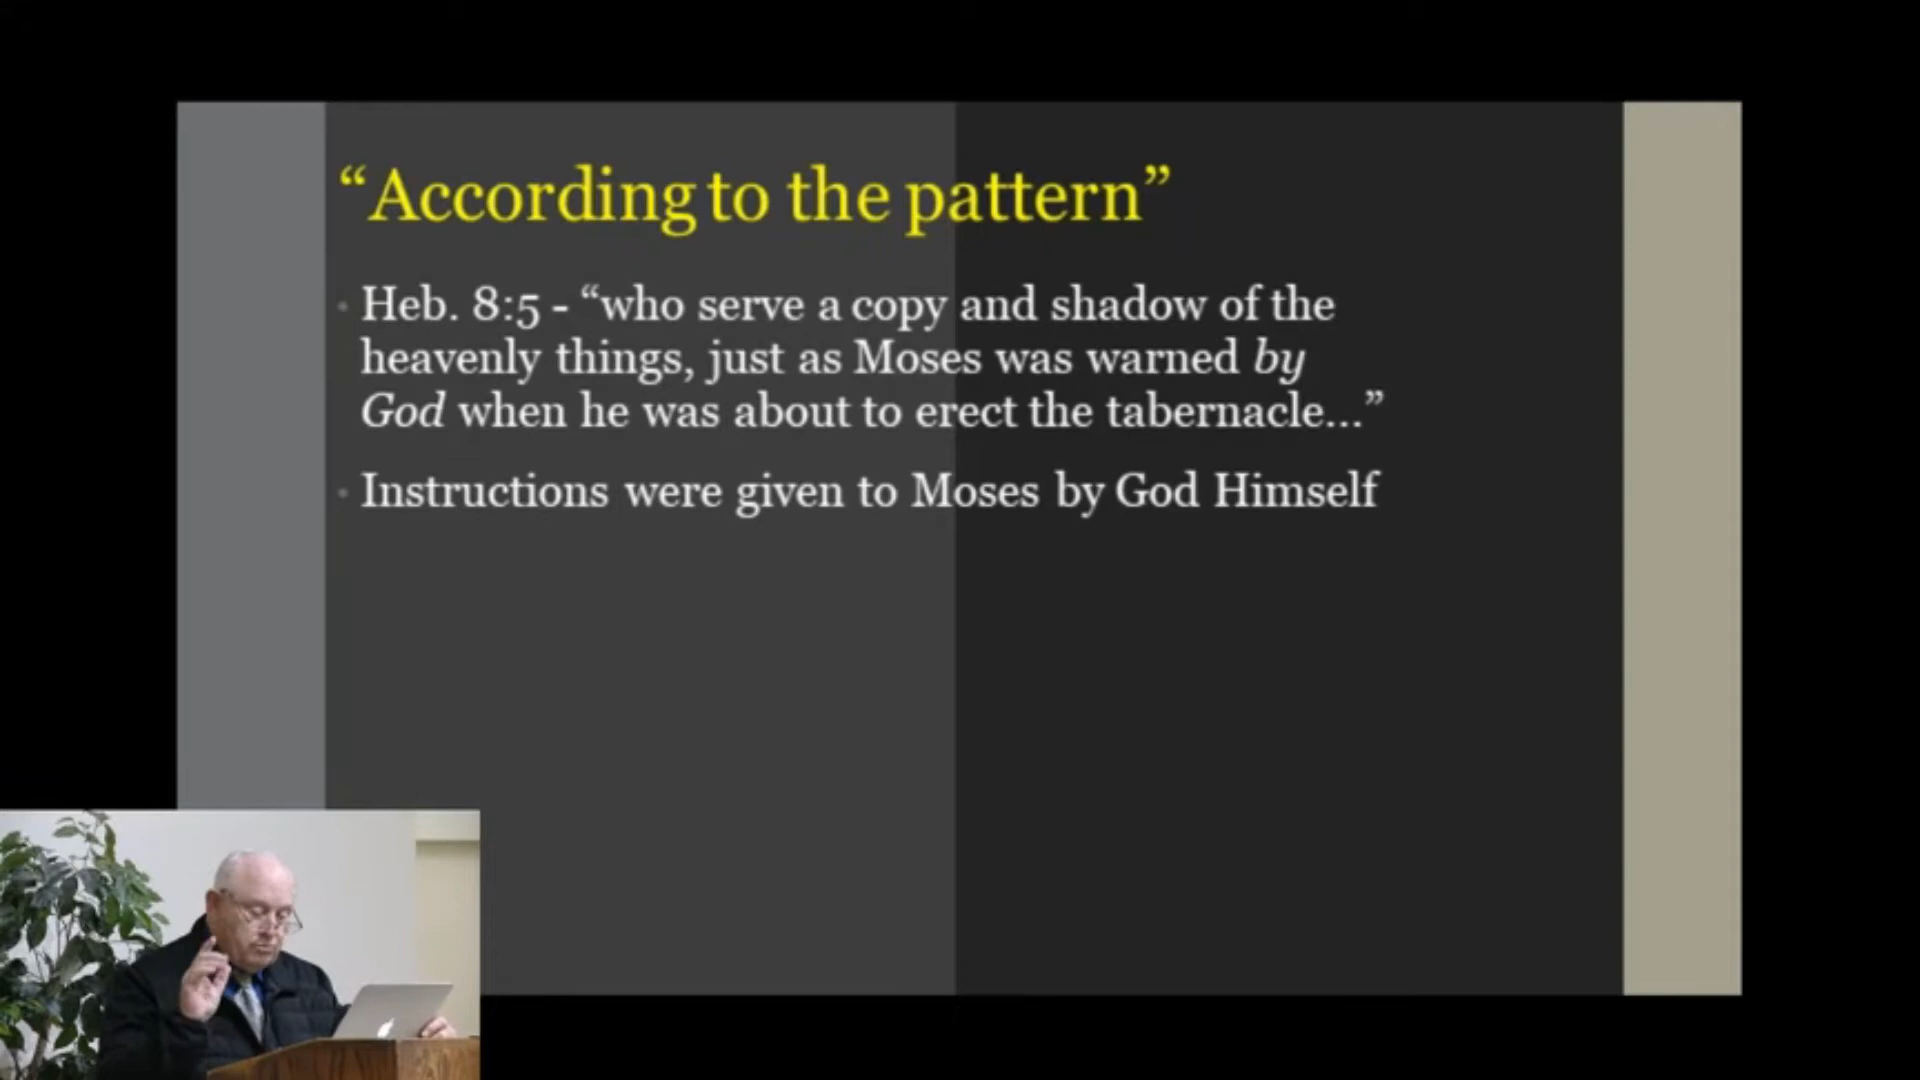 “According to the pattern”
• Heb. 8:5 - “who serve a copy and shadow of the
heavenly things, just as Moses was warned by
God when he was about to erect the tabernacle...”
• Instructions were given to Moses by God Himself